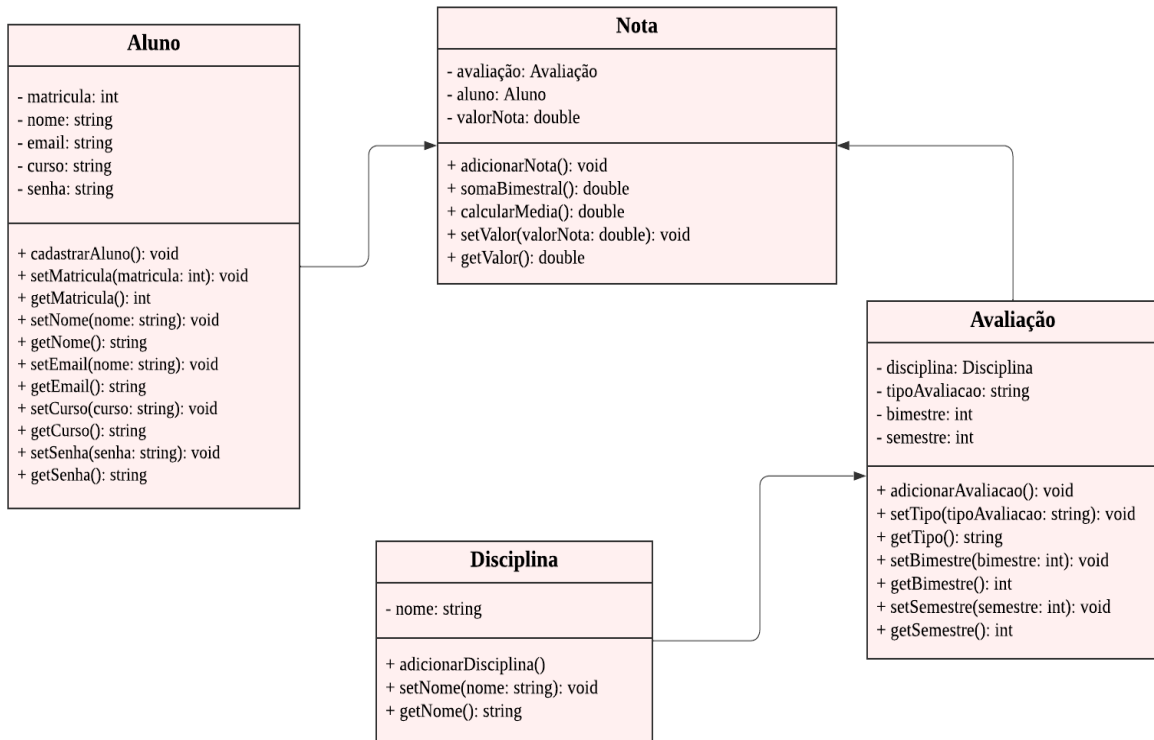 Aluno
- matricula: int
- nome: string
- email: string
- curso: string
- senha: string
+ cadastrarAluno(): void
+ setMatricula(matricula: int): void
+ getMatricula(): int
+ setNome(nome: string): void
+ getNome(): string
+ setEmail(nome: string): void
+ getEmail(): string
+ setCurso(curso: string): void
+ getCurso(): string
+ setSenha(senha: string): void
+ getSenha(): string
Nota
- avaliação: Avaliação
- aluno: Aluno
- valorNota: double
+ adicionarNota(): void
+ somaBimestral(): double
+ calcularMedia(): double
+ setValor(valorNota: double): void
+ getValor(): double
Avaliação
- disciplina: Disciplina
- tipoAvaliacao: string
- bimestre: int
- semestre: int
+ adicionarAvaliacao(): void
+ setTipo(tipoAvaliacao: string): void
+ getTipo(): string
+ setBimestre(bimestre: int): void
+ getBimestre(): int
+ setSemestre(semestre: int): void
+ getSemestre(): int
Disciplina
- nome: string
+ adicionarDisciplina()
+ setNome(nome: string): void
+ getNome(): string